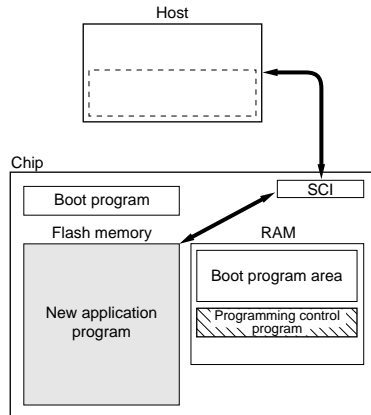 Host
Chip
SCI
Boot program
Flash memory
RAM
Boot program area
New application
program
Programming control
program